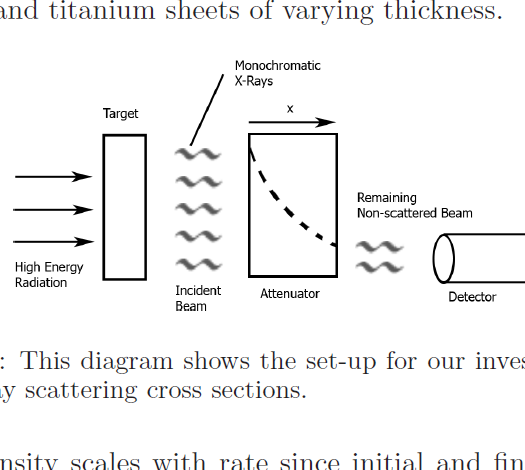 and titanium sheets of varying thickness.
Monochromatic
X-Rays
Target
x
Remaining
Non-scattered Beam
High Energy
Radiation
Incident
Beam
Attenuator
Detector
: This diagram shows the set-up for our inves
ay scattering cross sections.
nsity scales with rate since initial and fin